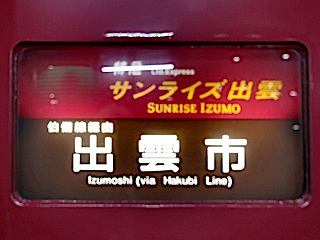 特急 Ltd.Express
サンライズ出雲
SUNRISE IZUMO
伯備線経由
出雲市
Izumoshi (via Hakubi Line)